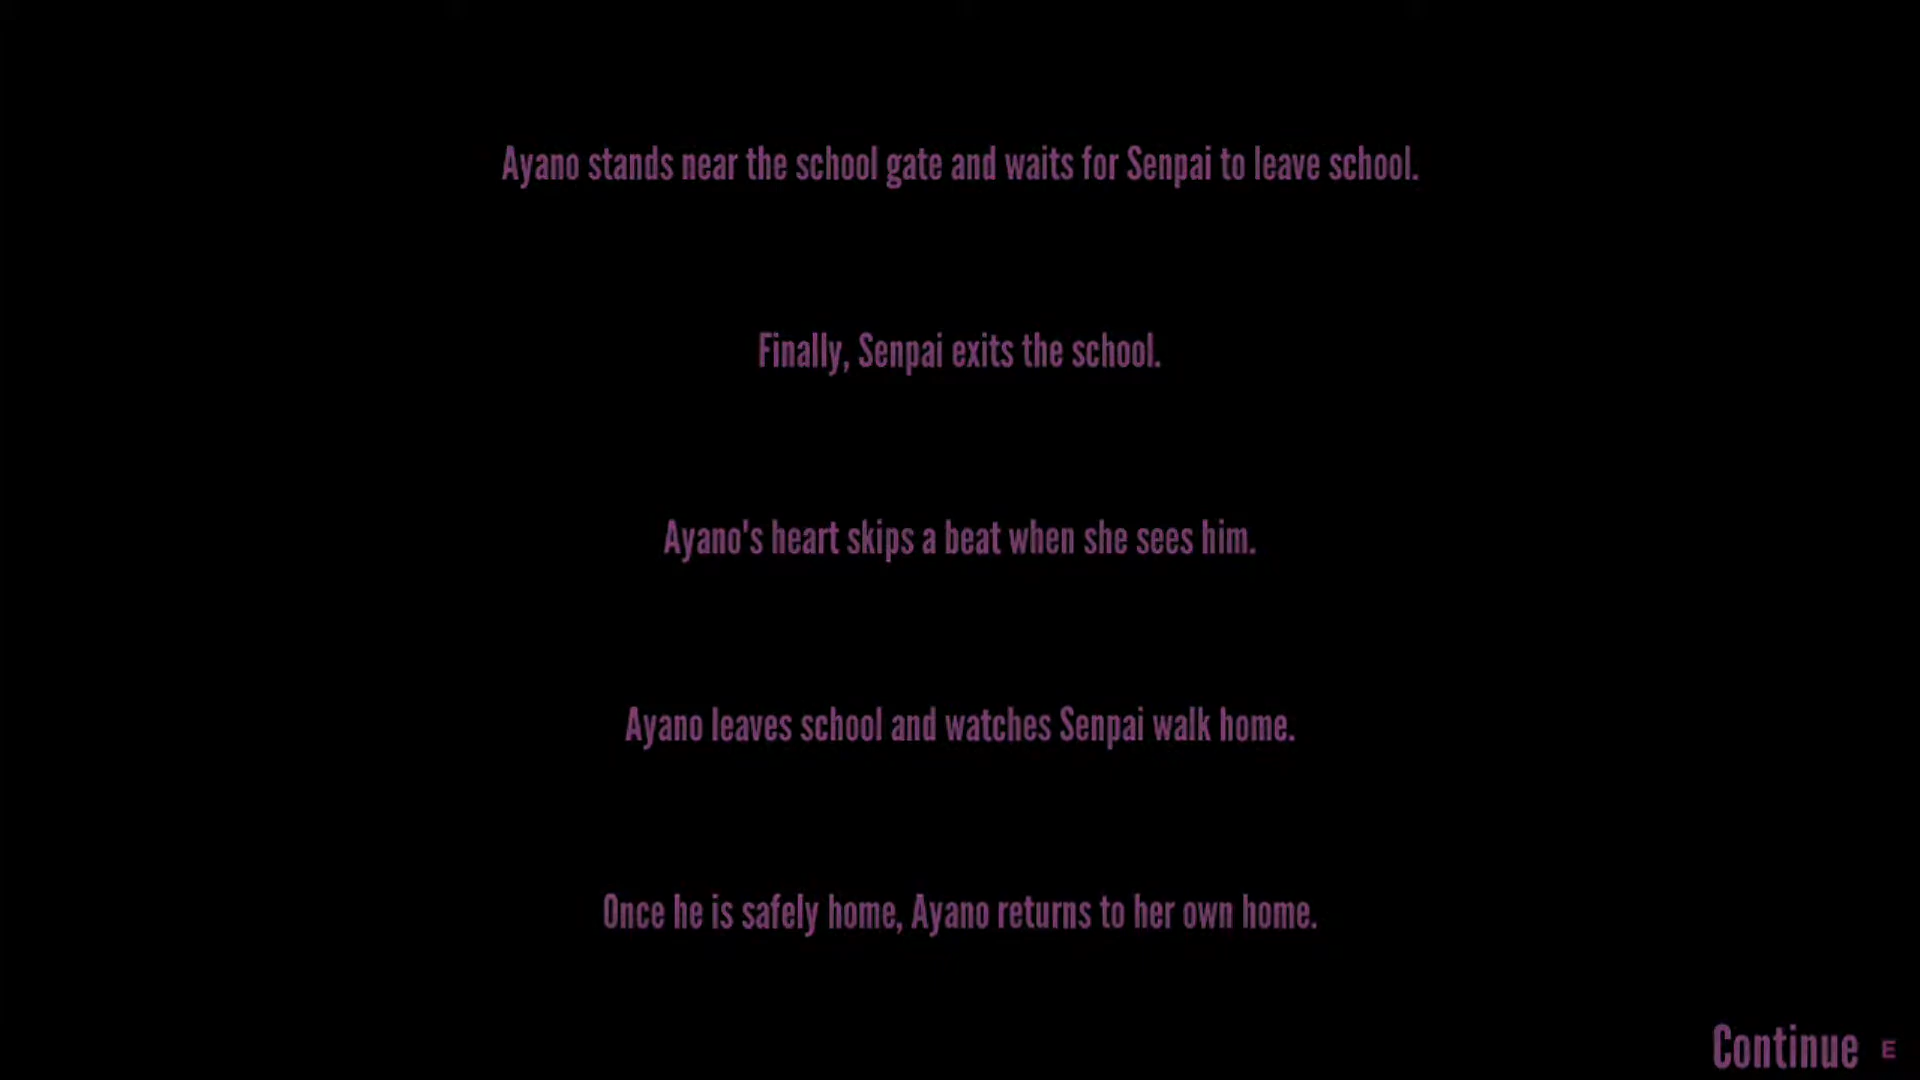 Ayano stands near the school gate and waits for Senpai to leave school.
Finally, Senpai exits the school.
Ayano's heart skips a beat when she sees him.
Ayano leaves school and watches Senpai walk home.
Once he is safely home, Ayano returns to her own home.
Continue E